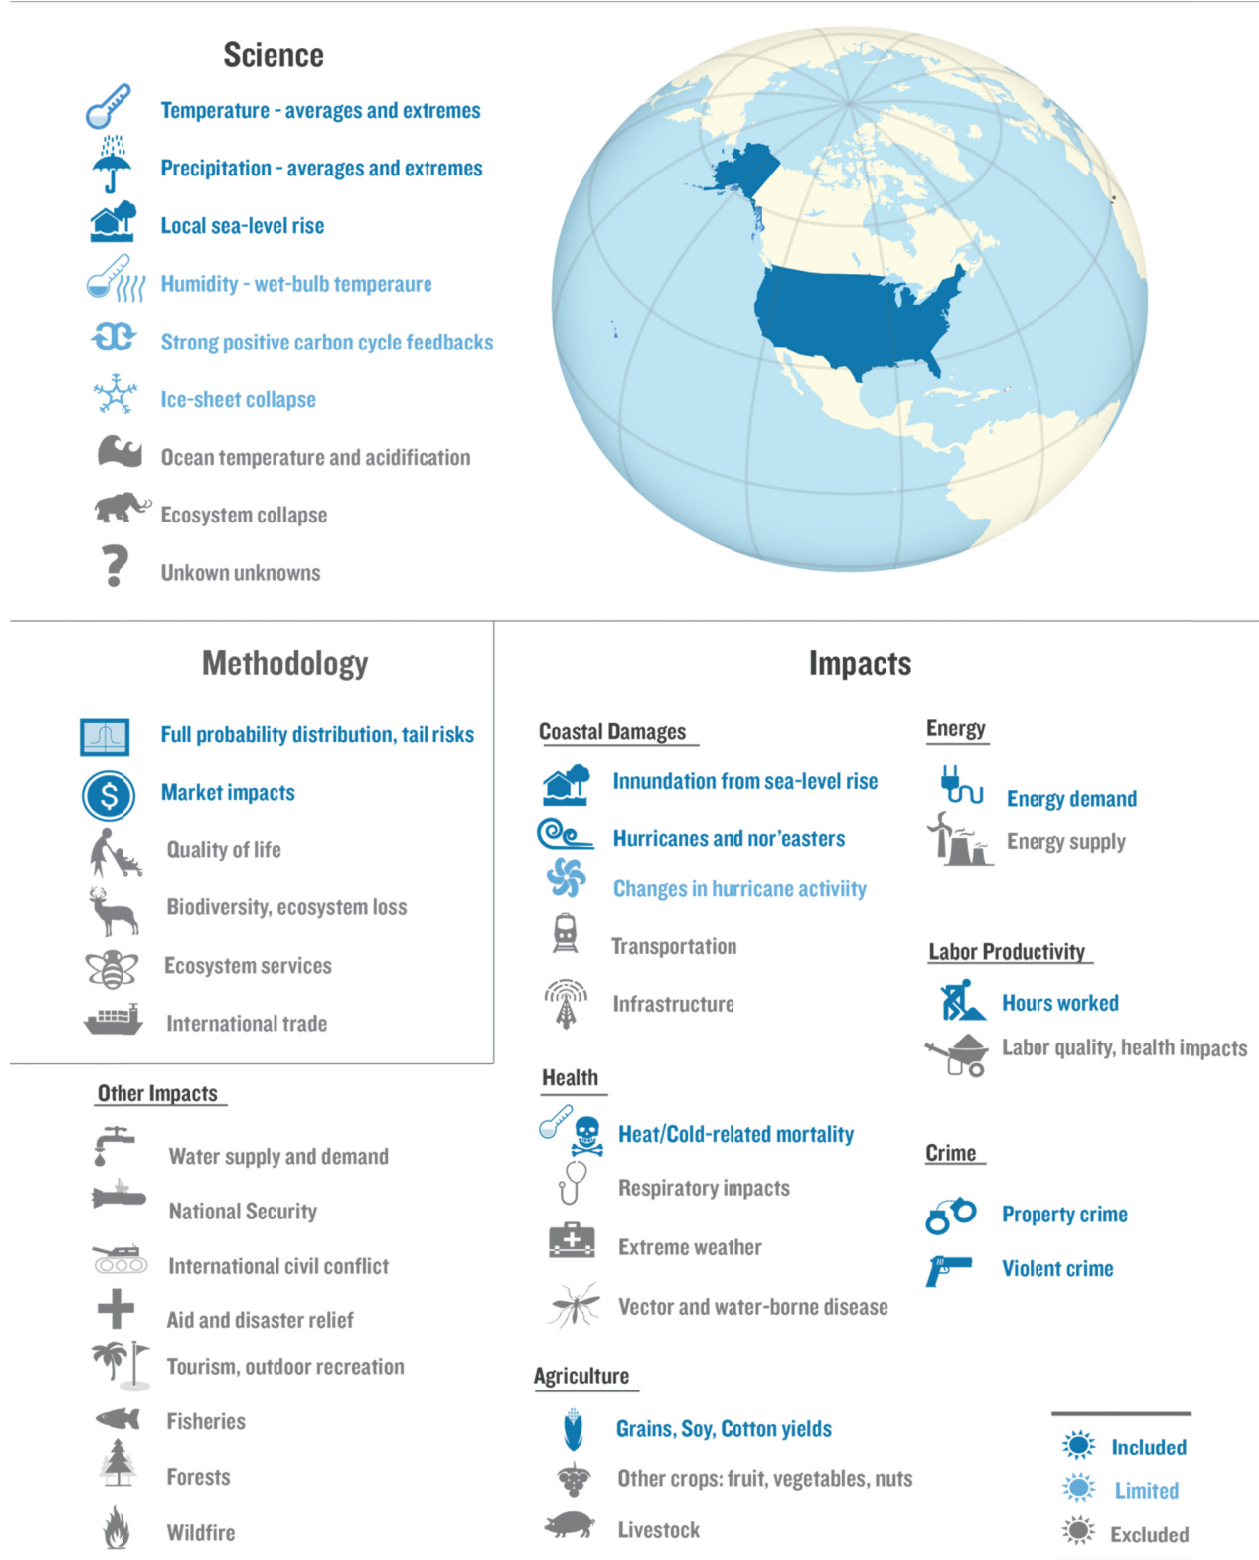 Science
Temperature - averages and extremes
Precipitation - averages and extremes
Local sea-level rise
Humidity - wet-bulb temperaure
Strong positive carbon cycle feedbacks
Ice-sheet collapse
Ocean temperature and acidification
Ecosystem collapse
?
Unkown unknowns
Methodology
Full probability distribution, tail risks
$
Market impacts
Quality of life
Biodiversity, ecosystem loss
Ecosystem services
International trade
Impacts
Coastal Damages
Innundation from sea-level rise
Hurricanes and nor'easters
Changes in hurricane activiity
Transportation
Infrastructure
Energy
Energy demand
Energy supply
Labor Productivity
Hours worked
Labor quality, health impacts
Other Impacts
Water supply and demand
National Security
International civil conflict
Aid and disaster relief
Tourism, outdoor recreation
Fisheries
Forests
Wildfire
Health
Heat/Cold-related mortality
Respiratory impacts
Extreme weather
Vector and water-borne disease
Crime
Property crime
Violent crime
Agriculture
Grains, Soy, Cotton yields
Other crops: fruit, vegetables, nuts
Livestock
Included
Limited
Excluded